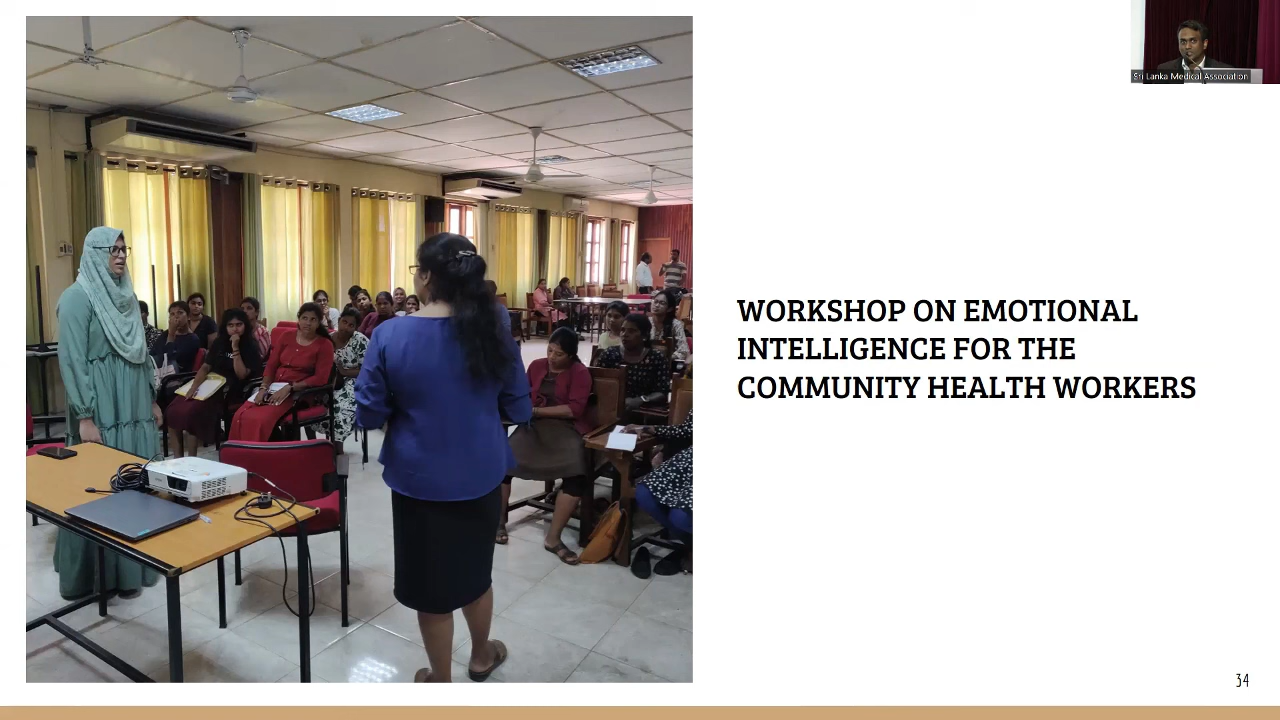 Sri Lanka Medical Association
WORKSHOP ON EMOTIONAL
INTELLIGENCE FOR THE
COMMUNITY HEALTH WORKERS
34